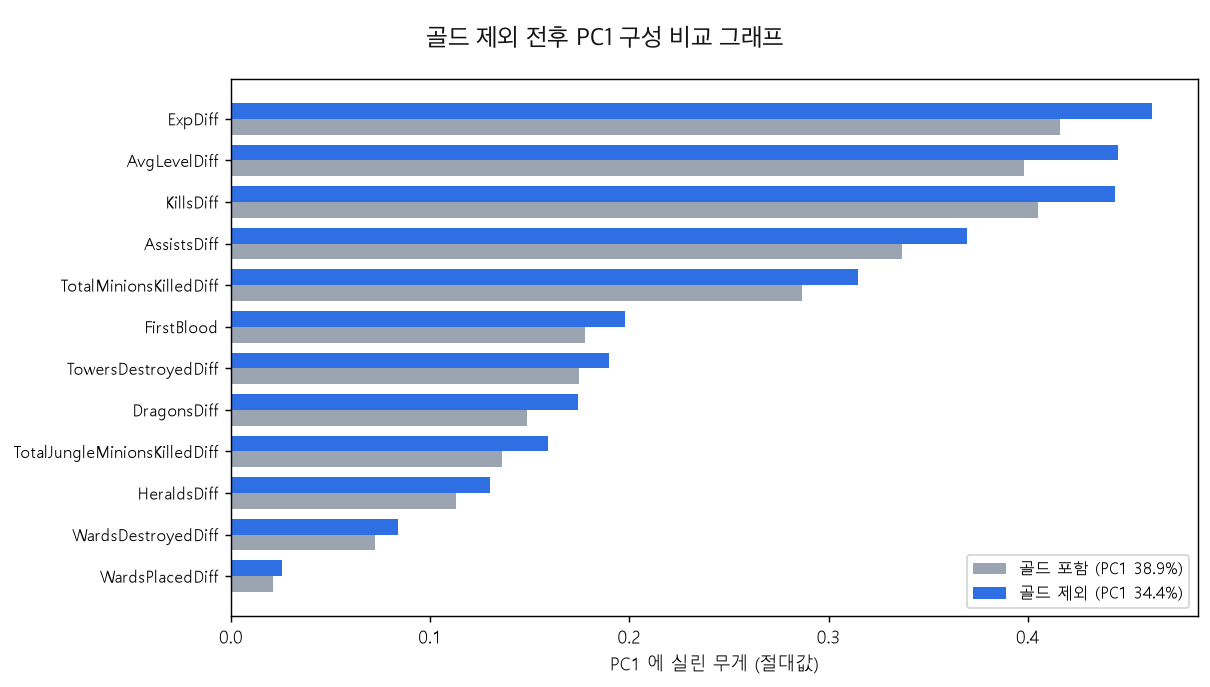 골드 제외 전후 PC1 구성 비교 그래프
ExpDiff
AvgLevelDiff
KillsDiff
AssistsDiff
TotalMinionsKilledDiff
FirstBlood
TowersDestroyedDiff
DragonsDiff
TotalJungleMinionsKilledDiff
HeraldsDiff
WardsDestroyedDiff
WardsPlacedDiff
골드 포함 (PC1 38.9%)
골드 제외 (PC1 34.4%)
0.0 0.1 0.2 0.3 0.4
PC1 에 실린 무게 (절대값)